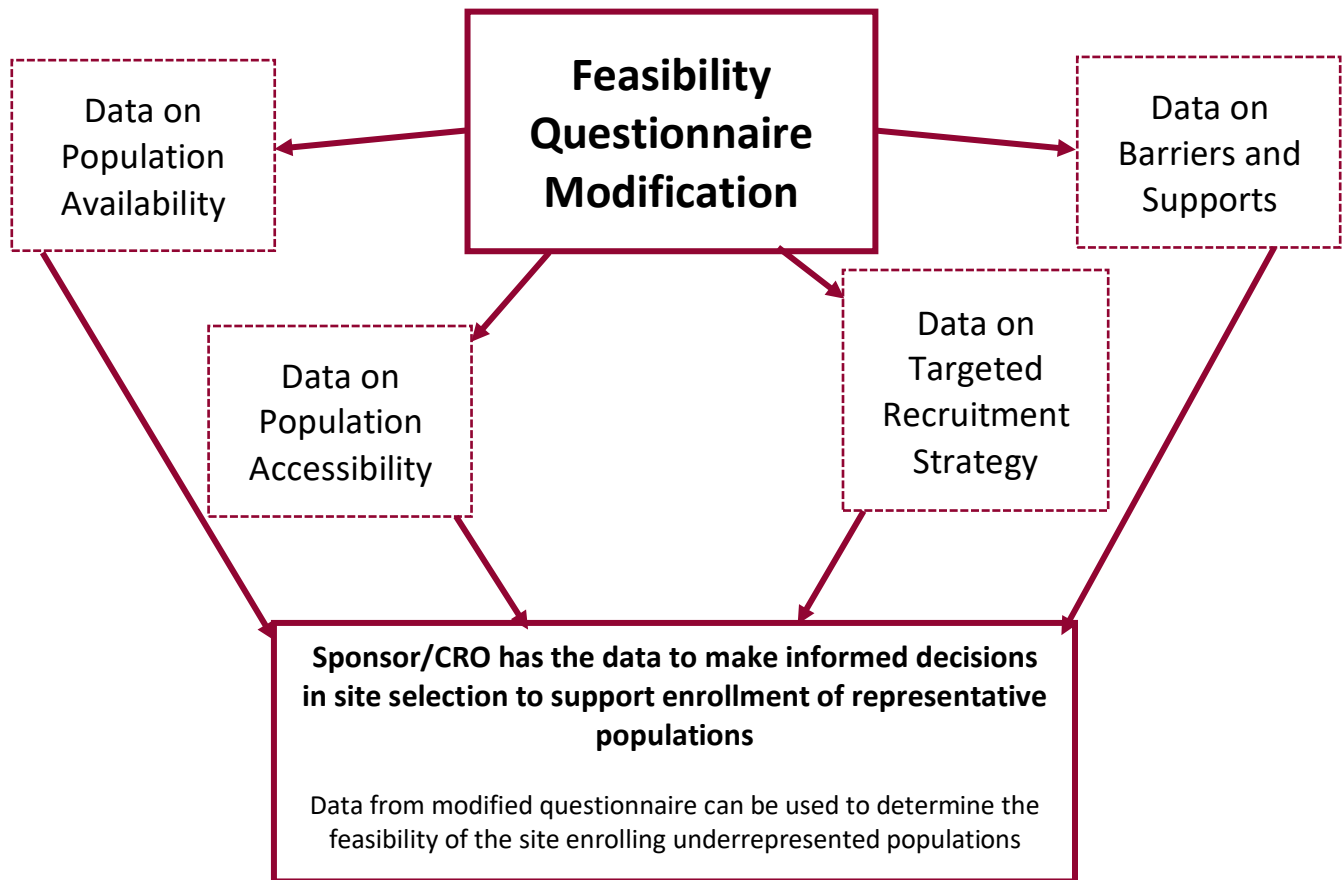 Feasibility
Questionnaire
Modification
Data on
Population
Availability
Data on
Barriers and
Supports
Data on
Population
Accessibility
Data on
Targeted
Recruitment
Strategy
Sponsor/CRO has the data to make informed decisions
in site selection to support enrollment of representative
populations
Data from modified questionnaire can be used to determine the
feasibility of the site enrolling underrepresented populations